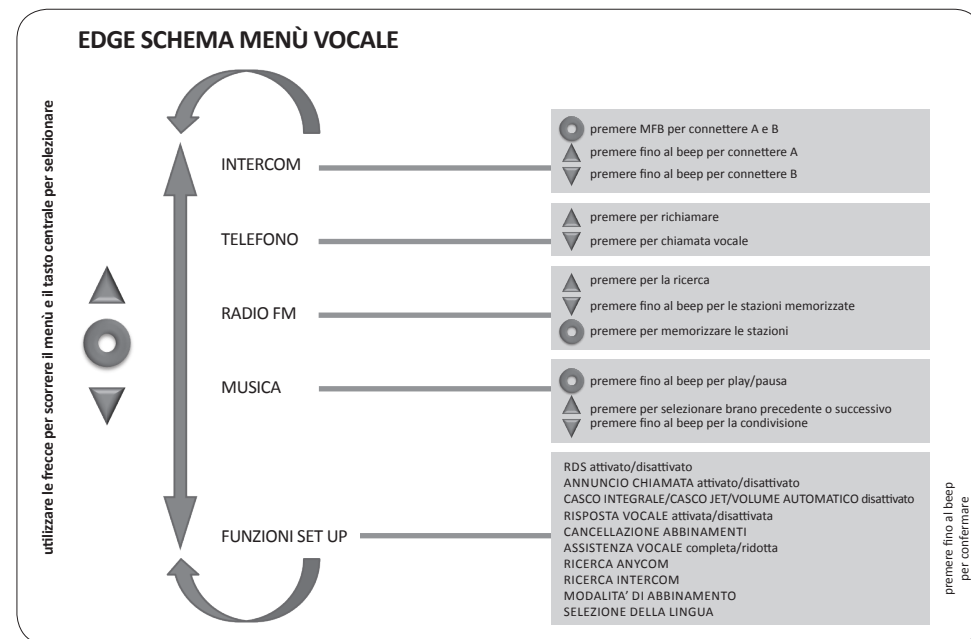 EDGE SCHEMA MENÙ VOCALE
utilizzare le frecce per scorrere il menù e il tasto centrale per selezionare
INTERCOM
premere MFB per connettere A e B
premere fino al beep per connettere A
premere fino al beep per connettere B
TELEFONO
premere per richiamare
premere per chiamata vocale
RADIO FM
premere per la ricerca
premere fino al beep per le stazioni memorizzate
premere per memorizzare le stazioni
MUSICA
premere fino al beep per play/pausa
premere per selezionare brano precedente o successivo
premere fino al beep per la condivisione
FUNZIONI SET UP
RDS attivato/disattivato
ANNUNCIO CHIAMATA attivato/disattivato
CASCO INTEGRALE/CASCO JET/VOLUME AUTOMATICO disattivato
RISPOSTA VOCALE attivata/disattivata
CANCELLAZIONE ABBINAMENTI
ASSISTENZA VOCALE completa/ridotta
RICERCA ANYCOM
RICERCA INTERCOM
MODALITA’ DI ABBINAMENTO
SELEZIONE DELLA LINGUA
premere fino al beep
per confermare